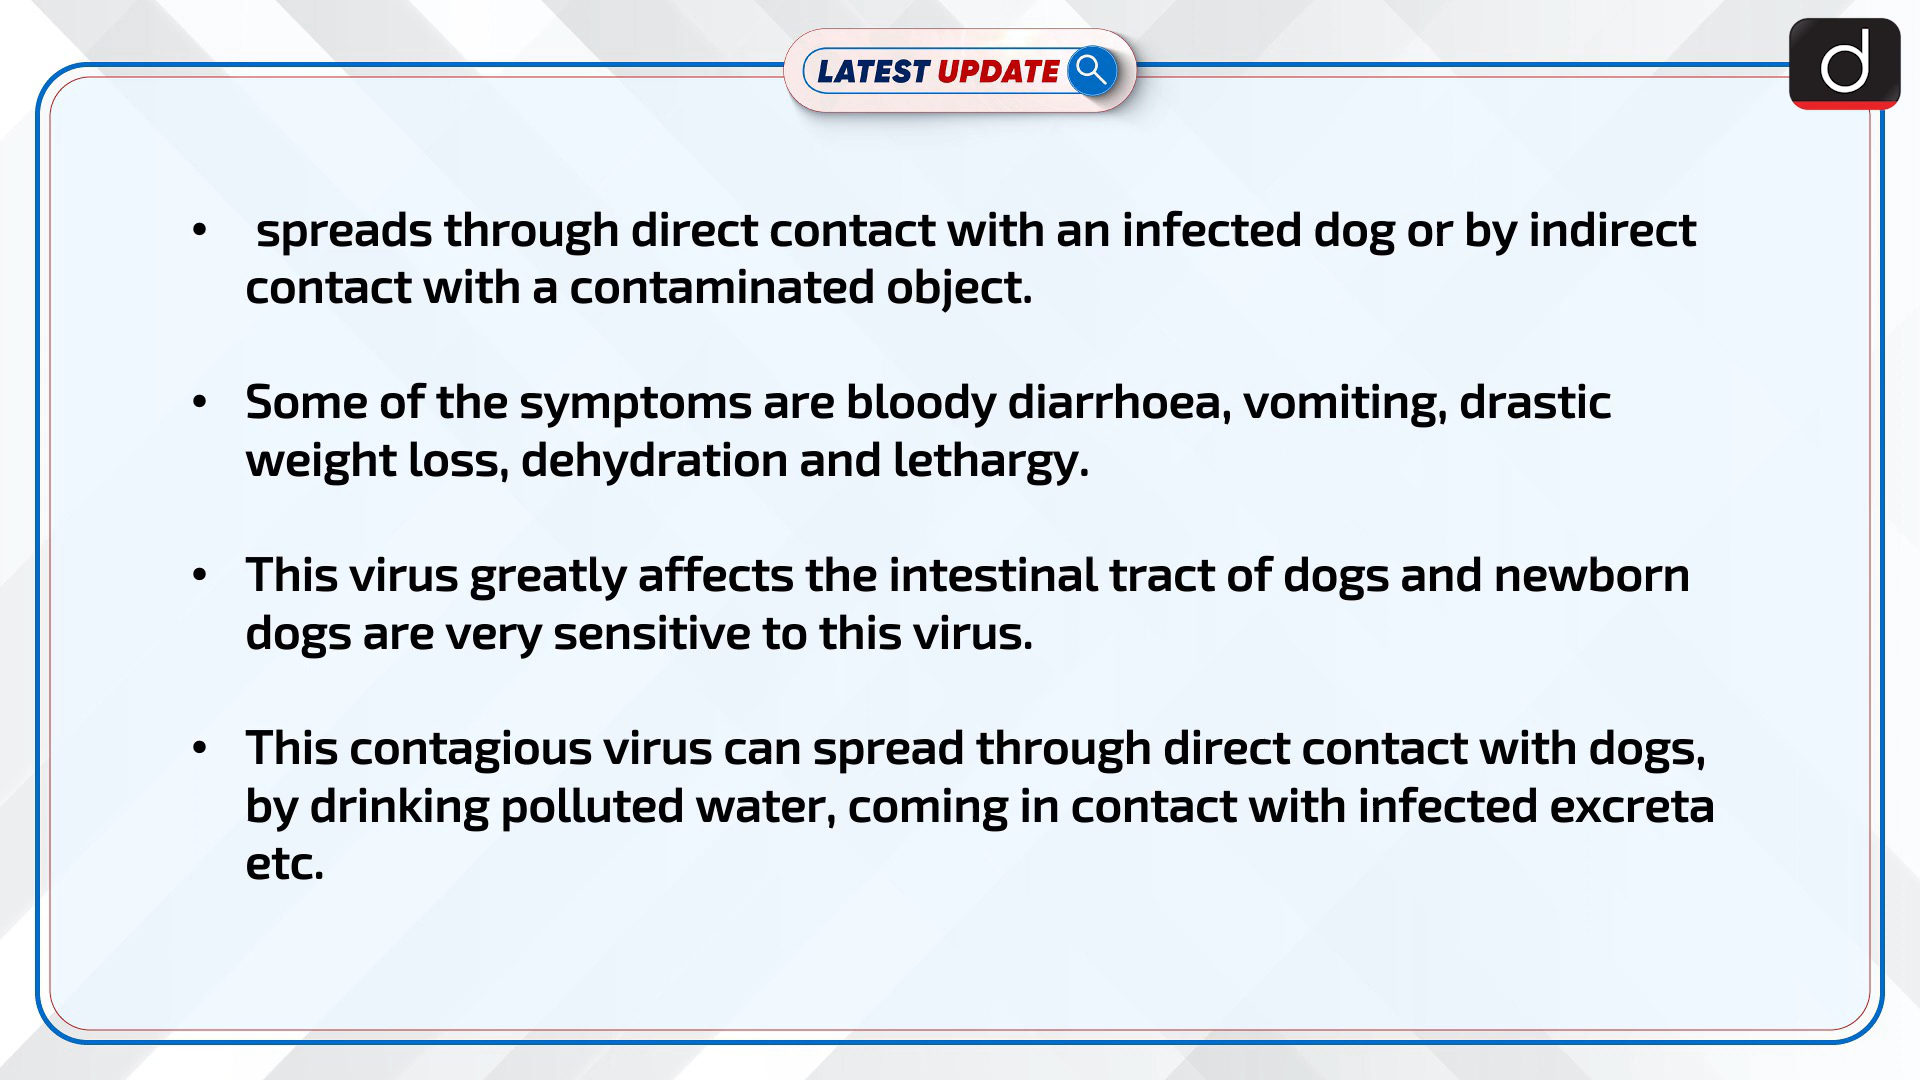 LATEST UPDATE
d
• spreads through direct contact with an infected dog or by indirect
contact with a contaminated object.
• Some of the symptoms are bloody diarrhoea, vomiting, drastic
weight loss, dehydration and lethargy.
• This virus greatly affects the intestinal tract of dogs and newborn
dogs are very sensitive to this virus.
• This contagious virus can spread through direct contact with dogs,
by drinking polluted water, coming in contact with infected excreta
etc.